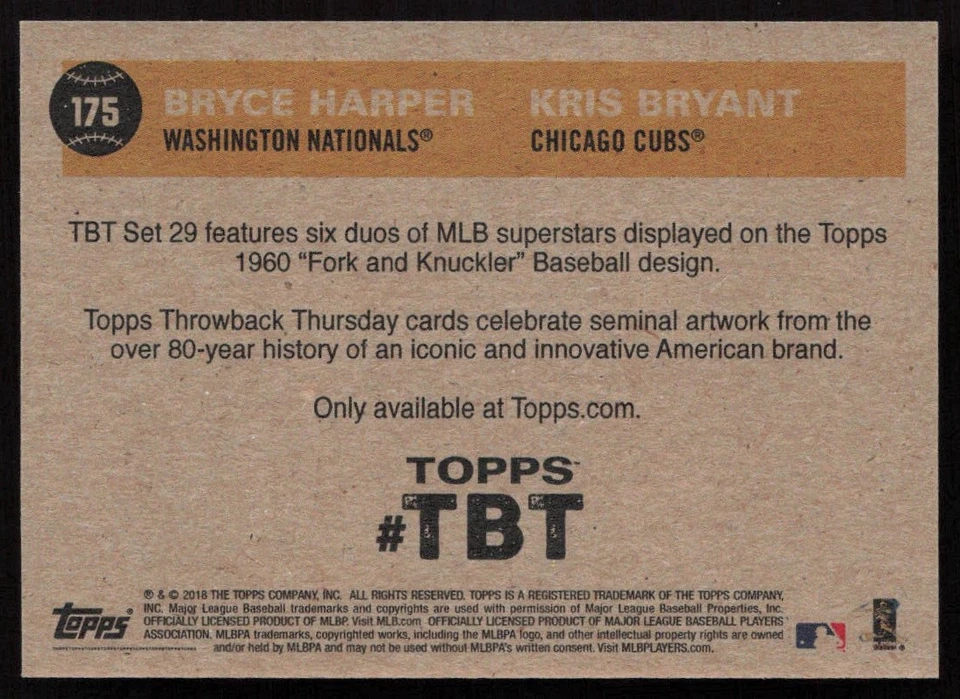 175
BRYCE HARPER KRIS BRYANT
WASHINGTON NATIONALS® CHICAGO CUBS®
TBT Set 29 features six duos of MLB superstars displayed on the Topps
1960 “Fork and Knuckler” Baseball design.
Topps Throwback Thursday cards celebrate seminal artwork from the
over 80-year history of an iconic and innovative American brand.
Only available at Topps.com.
TOPPS™
#TBT
® & © 2018 THE TOPPS COMPANY, INC. ALL RIGHTS RESERVED. TOPPS IS A REGISTERED TRADEMARK OF THE TOPPS COMPANY,
INC. Major League Baseball trademarks and copyrights are used with permission of Major League Baseball Properties, Inc.
OFFICIALLY LICENSED PRODUCT OF MLBP. Visit MLB.com OFFICIALLY LICENSED PRODUCT OF MAJOR LEAGUE BASEBALL PLAYERS
ASSOCIATION. MLBPA trademarks, copyrighted works, including the MLBPA logo, and other intellectual property rights are owned
and/or held by MLBPA and may not be used without MLBPA's written consent. Visit MLBPLAYERS.com.
topps®